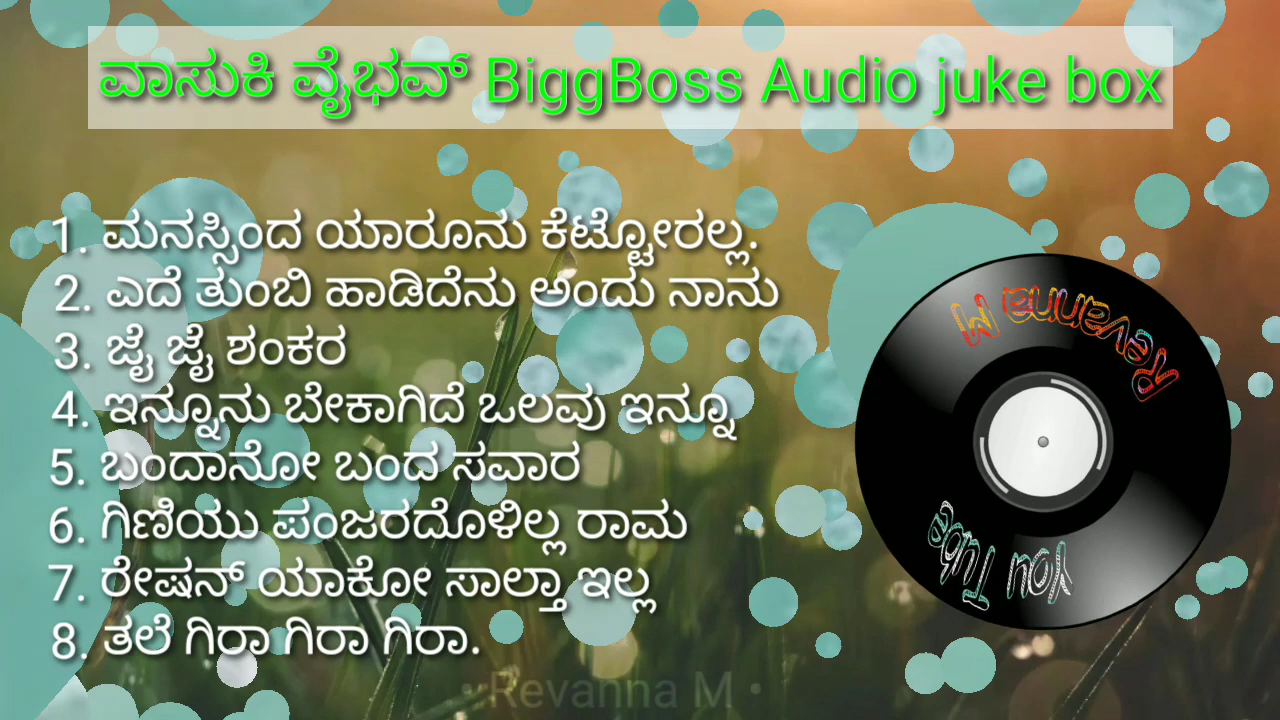 ವಾಸುಕಿ ವೈಭವ್ BiggBoss Audio juke box
1. ಮನಸ್ಸಿಂದ ಯಾರೂನು ಕೆಟ್ಟೋರಲ್ಲ.
2. ಎದೆ ತುಂಬಿ ಹಾಡಿದೆನು ಅಂದು ನಾನು
3. ಜೈ ಜೈ ಶಂಕರ
4. ಇನ್ನೂನು ಬೇಕಾಗಿದೆ ಒಲವು ಇನ್ನೂ
5. ಬಂದಾನೋ ಬಂದ ಸವಾರ
6. ಗಿಣಿಯು ಪಂಜರದೊಳಿಲ್ಲ ರಾಮ
7. ರೇಷನ್ ಯಾಕೋ ಸಾಲ್ತಾ ಇಲ್ಲ
8. ತಲೆ ಗಿರಾ ಗಿರಾ ಗಿರಾ.
Revanna M
You Tube
• Revanna M •